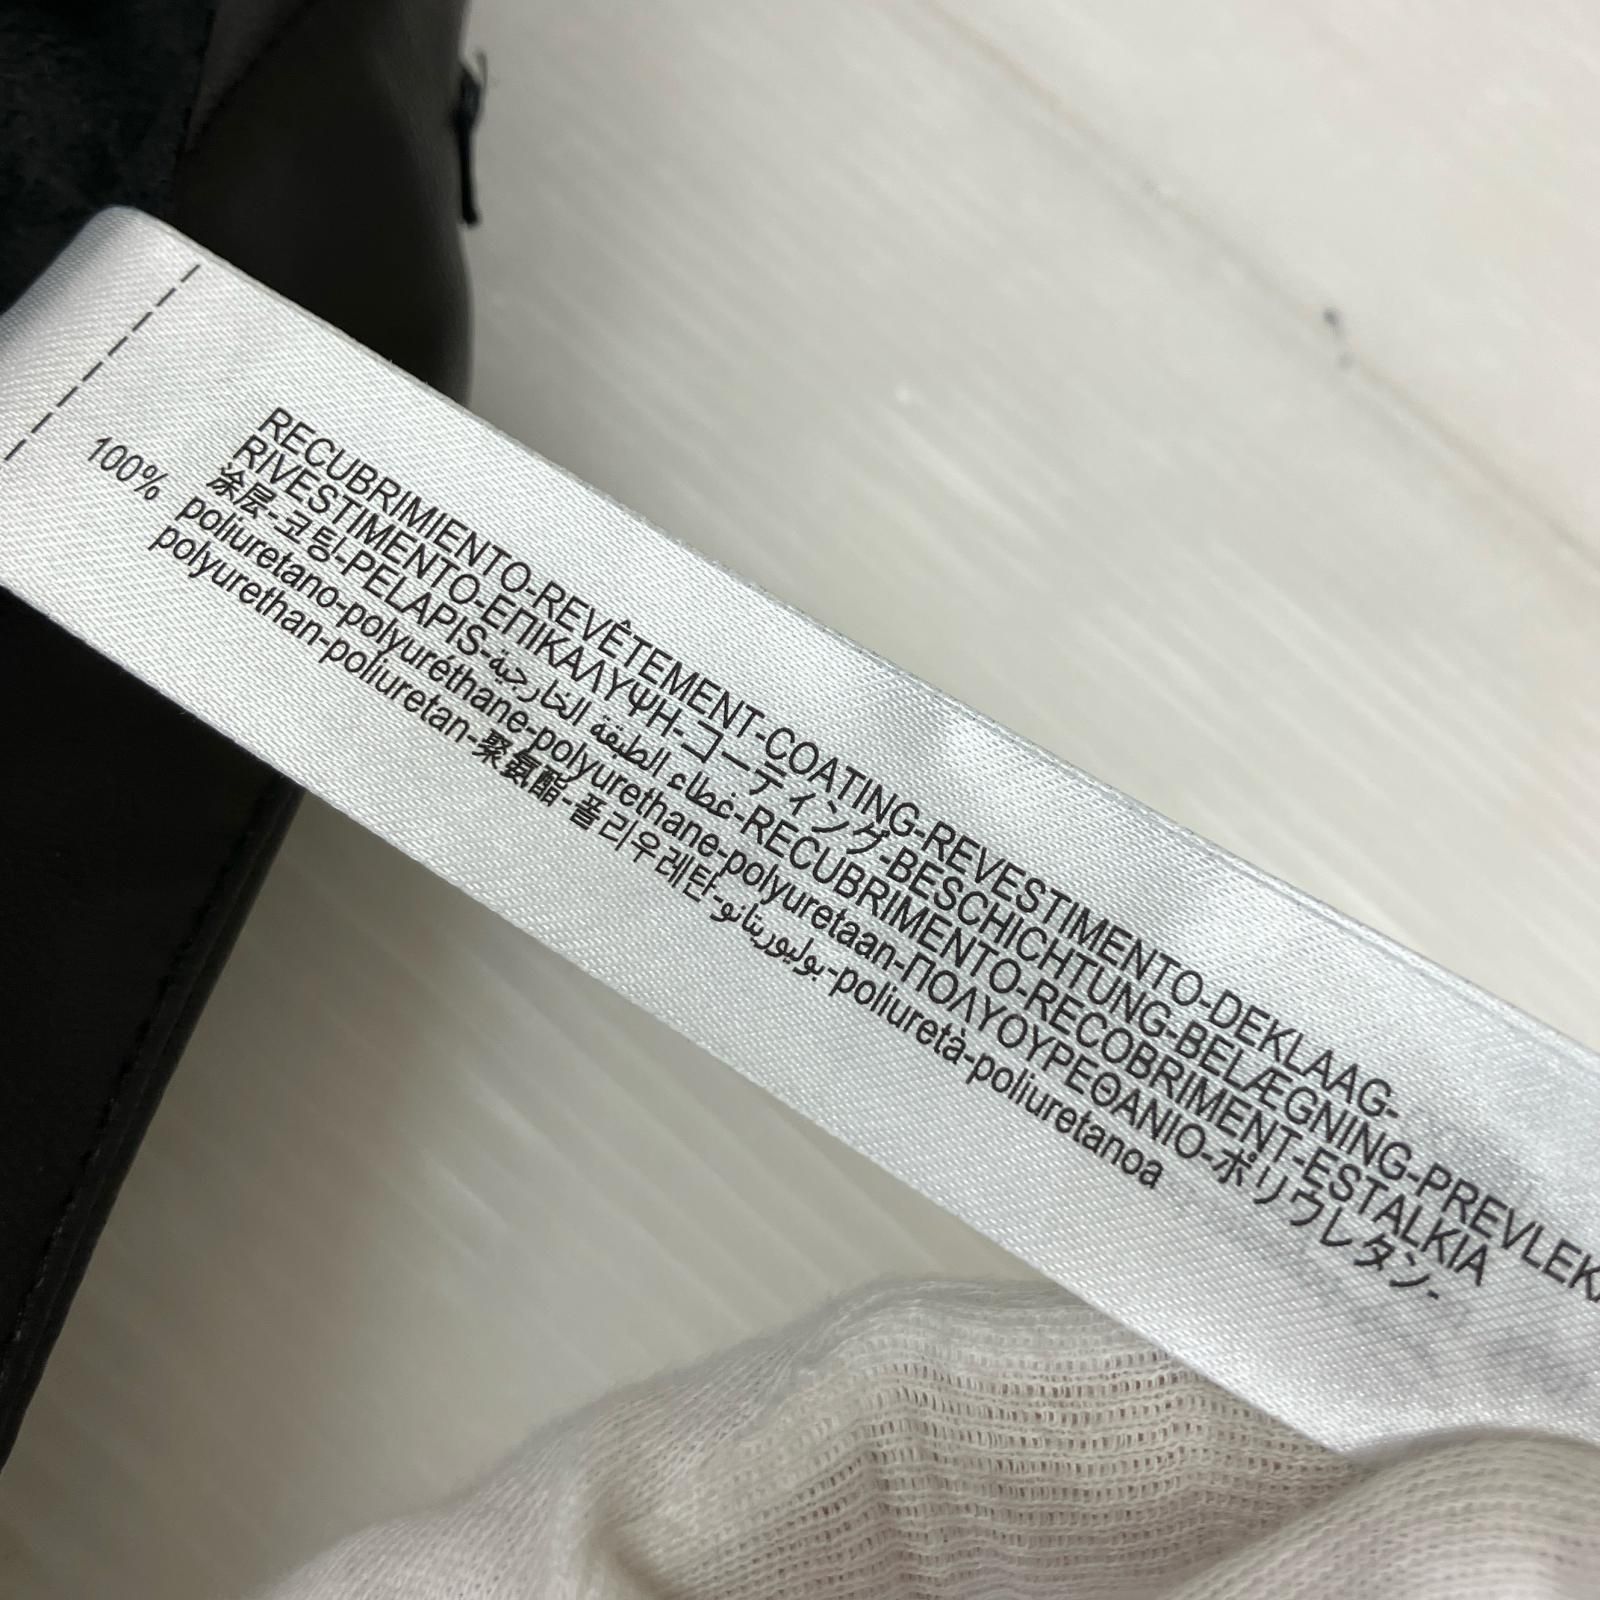 RECUBRIMIENTO-REVÊTEMENT-COATING-REVESTIMENTO-DEKLAAG-
RIVESTIMENTO-ΕΠΙΚΑΛΥΨΗ-コーティング-BESCHICHTUNG-BELÆGNING-PREVLEKA
涂层-코팅-PELAPIS-غطاء الطبقة الخارجية-RECUBRIMENTO-RECOBRIMENT-ESTALKIA
100% poliuretano-polyuréthane-polyurethane-polyuretaan-ΠΟΛΥΟΥΡΕΘΑΝΙΟ-ポリウレタン-
polyurethan-poliuretan-聚氨酯-폴리우레탄-بوليوريتانو-poliuretà-poliuretanoa